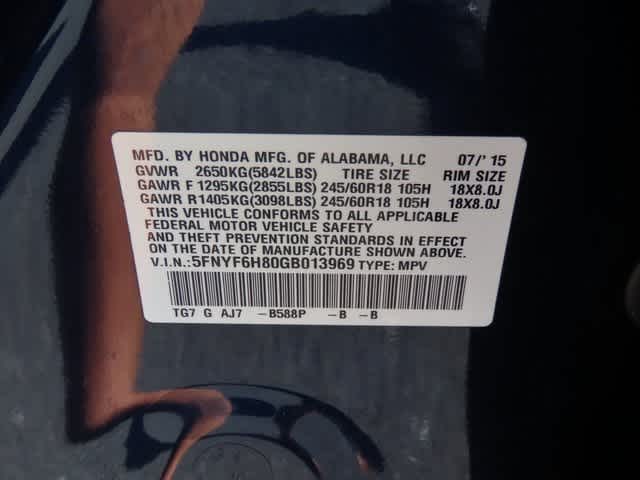 MFD. BY HONDA MFG. OF ALABAMA, LLC 07/'15
GVWR 2650KG(5842LBS) TIRE SIZE RIM SIZE
GAWR F 1295KG(2855LBS) 245/60R18 105H 18X8.0J
GAWR R1405KG(3098LBS) 245/60R18 105H 18X8.0J
THIS VEHICLE CONFORMS TO ALL APPLICABLE
FEDERAL MOTOR VEHICLE SAFETY
AND THEFT PREVENTION STANDARDS IN EFFECT
ON THE DATE OF MANUFACTURE SHOWN ABOVE.
V.I.N.: 5FNYF6H80GB013969 TYPE: MPV
TG7 G AJ7 -B588P -B -B